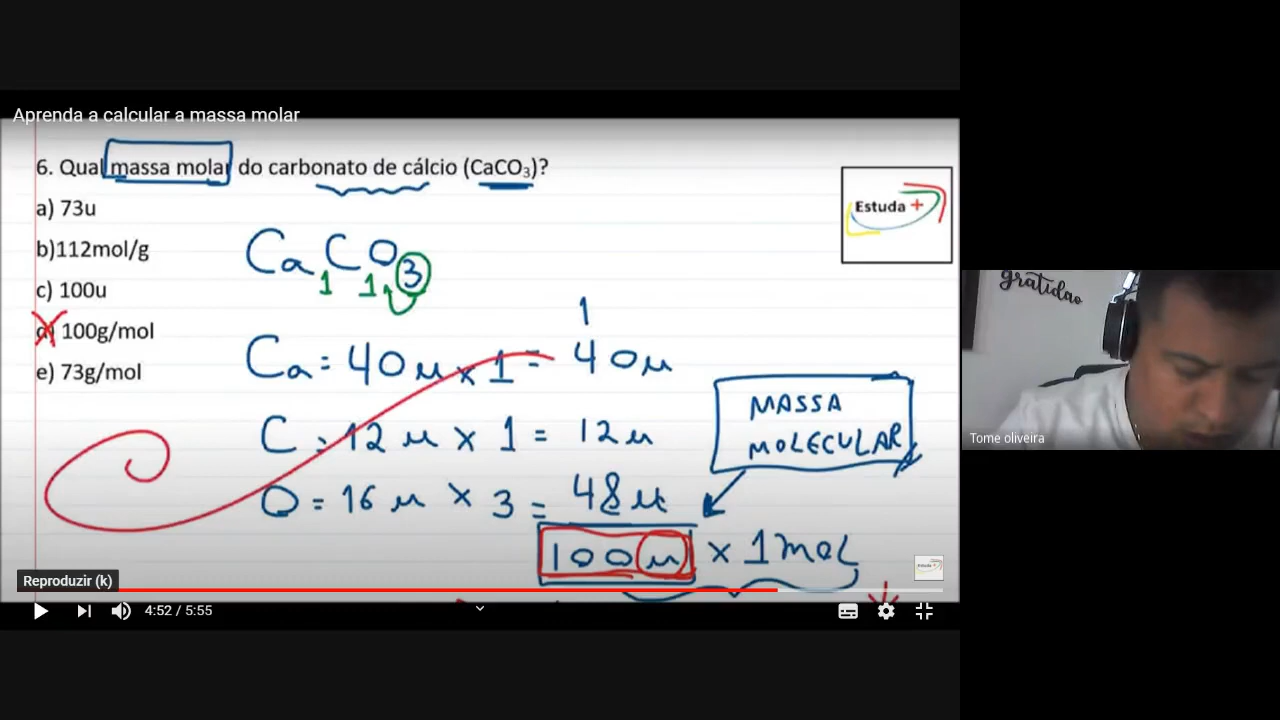 Aprenda a calcular a massa molar
6. Qual massa molar do carbonato de cálcio (CaCO₃)?
a) 73u
b)112mol/g
c) 100u
d) 100g/mol
e) 73g/mol
Estuda +
CaCO3
1 1
1
Ca = 40u x 1 = 40u
C = 12u x 1 = 12u
O = 16u x 3 = 48u
100u x 1mol
MASSA
MOLECULAR
Reproduzir (k)
4:52 / 5:55
gratidao
Tome oliveira